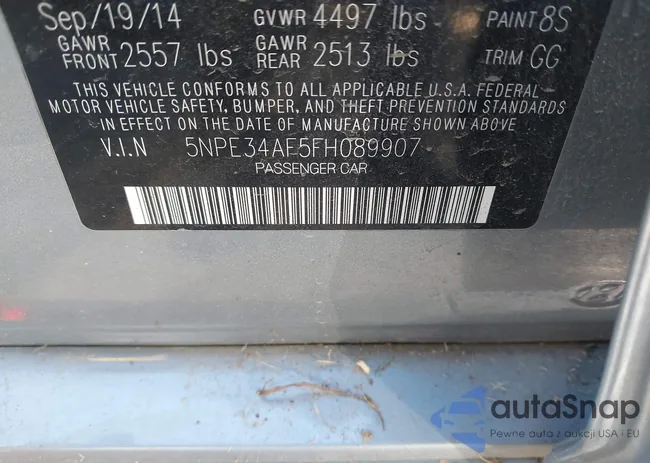 Sep/19/14 GVWR 4497 lbs PAINT 8S
GAWR FRONT 2557 lbs GAWR REAR 2513 lbs TRIM GG
THIS VEHICLE CONFORMS TO ALL APPLICABLE U.S.A. FEDERAL
MOTOR VEHICLE SAFETY, BUMPER, AND THEFT PREVENTION STANDARDS
IN EFFECT ON THE DATE OF MANUFACTURE SHOWN ABOVE
V.I.N 5NPE34AF5FH089907
PASSENGER CAR
autoSnap
Pewne auta z aukcji USA i EU